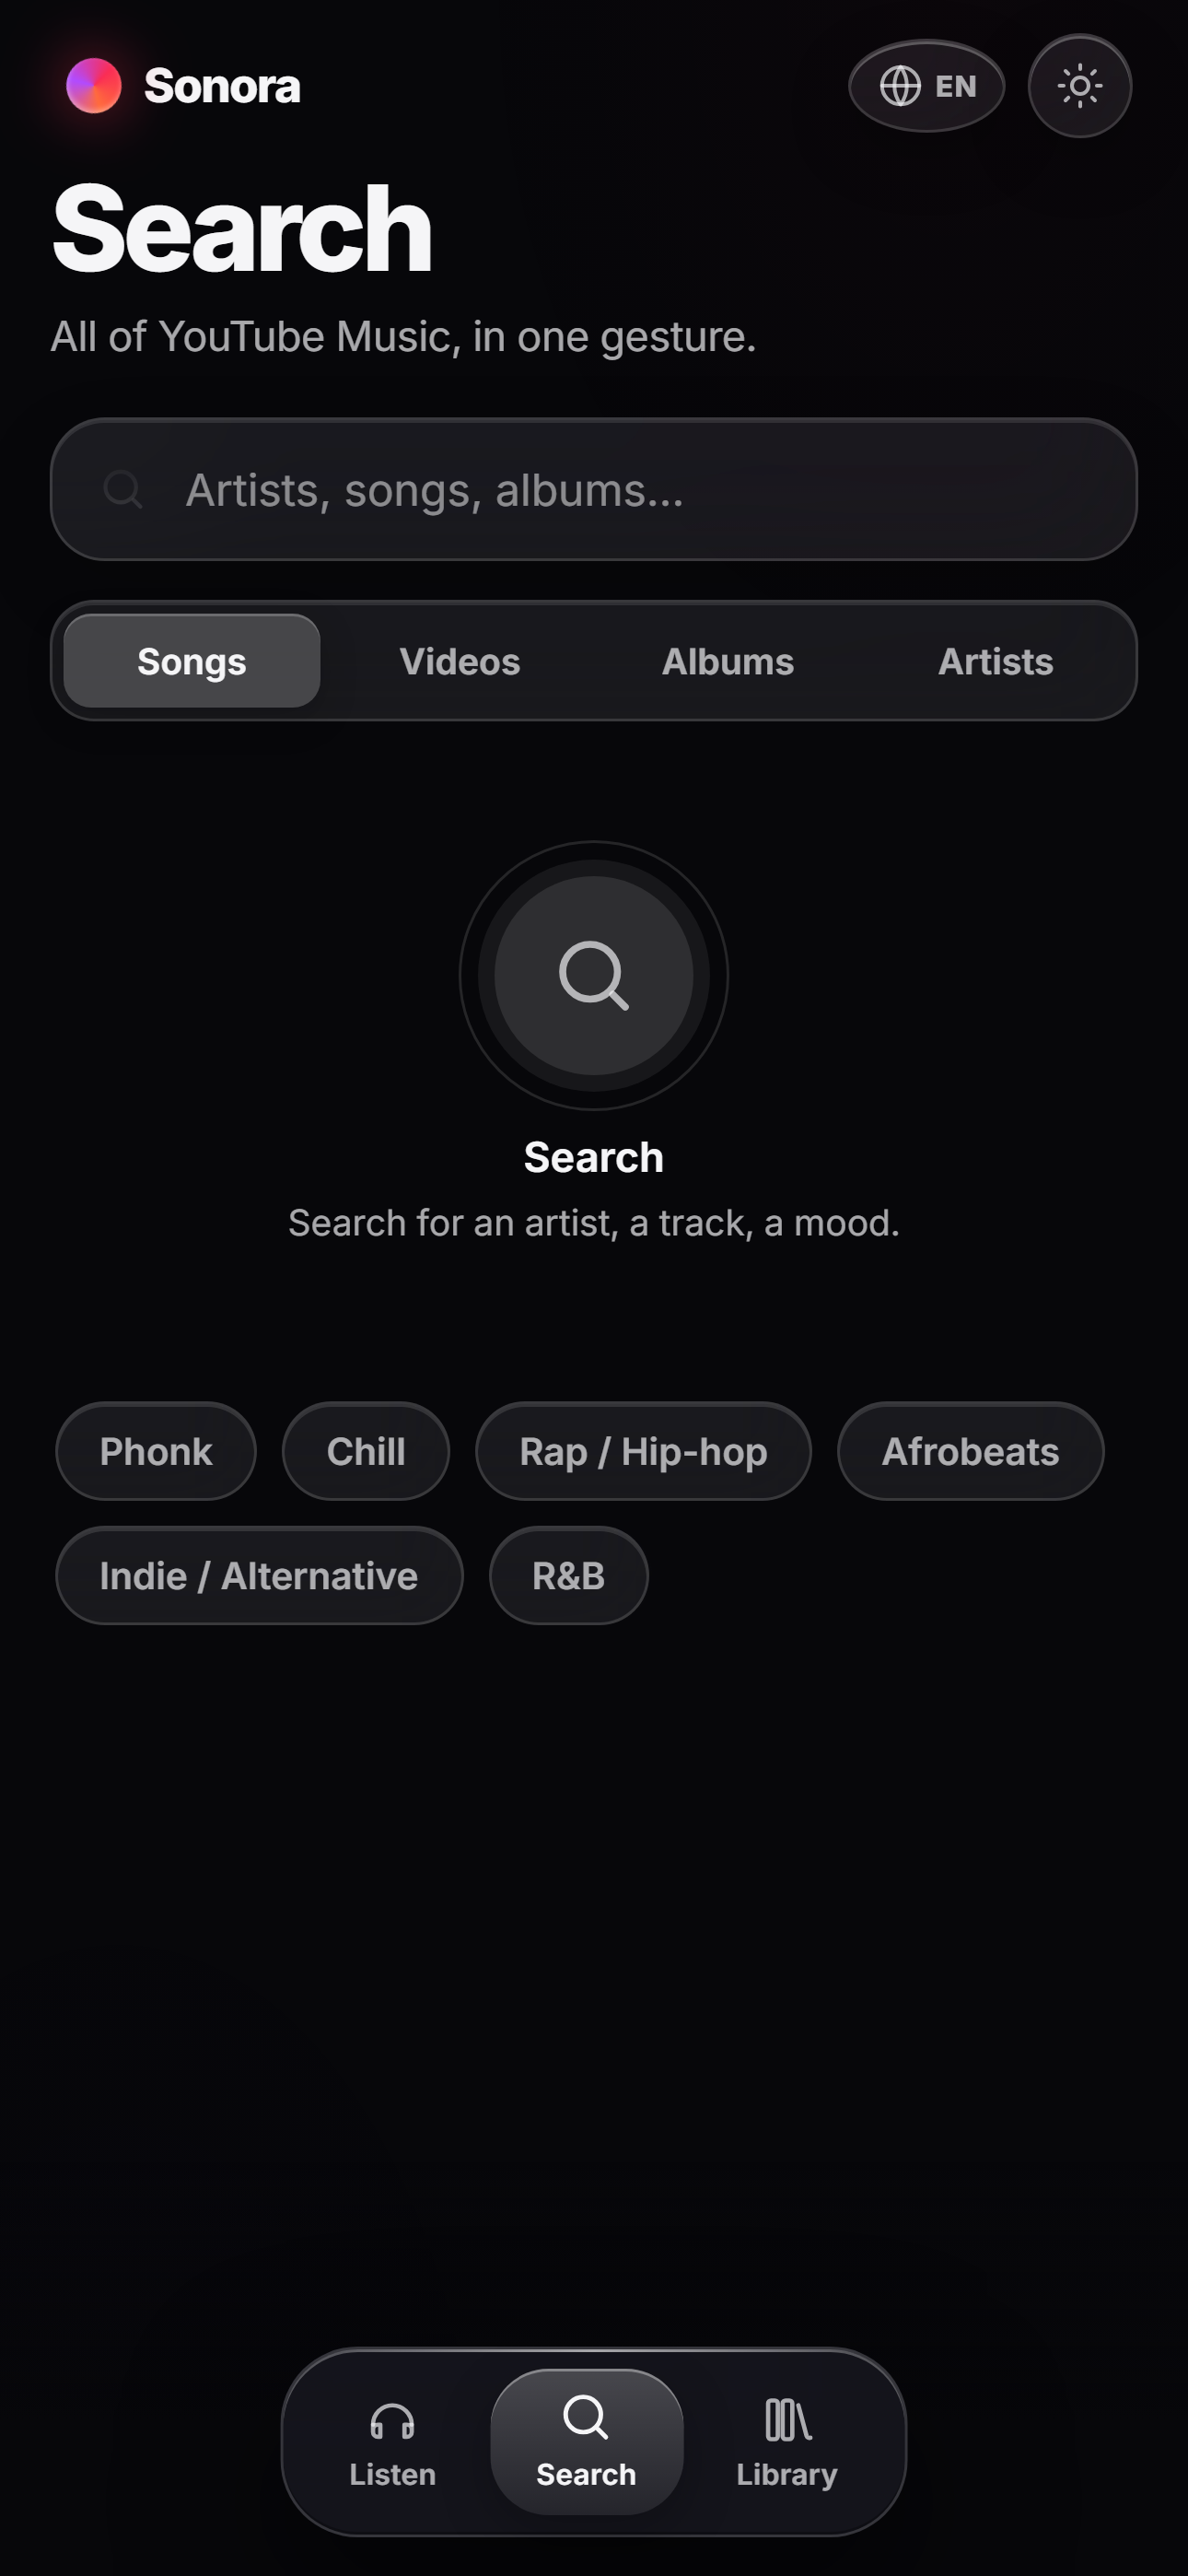 Sonora
EN
Search
All of YouTube Music, in one gesture.
Artists, songs, albums...
Songs Videos Albums Artists
Search
Search for an artist, a track, a mood.
Phonk Chill Rap / Hip-hop Afrobeats
Indie / Alternative R&B
Listen Search Library